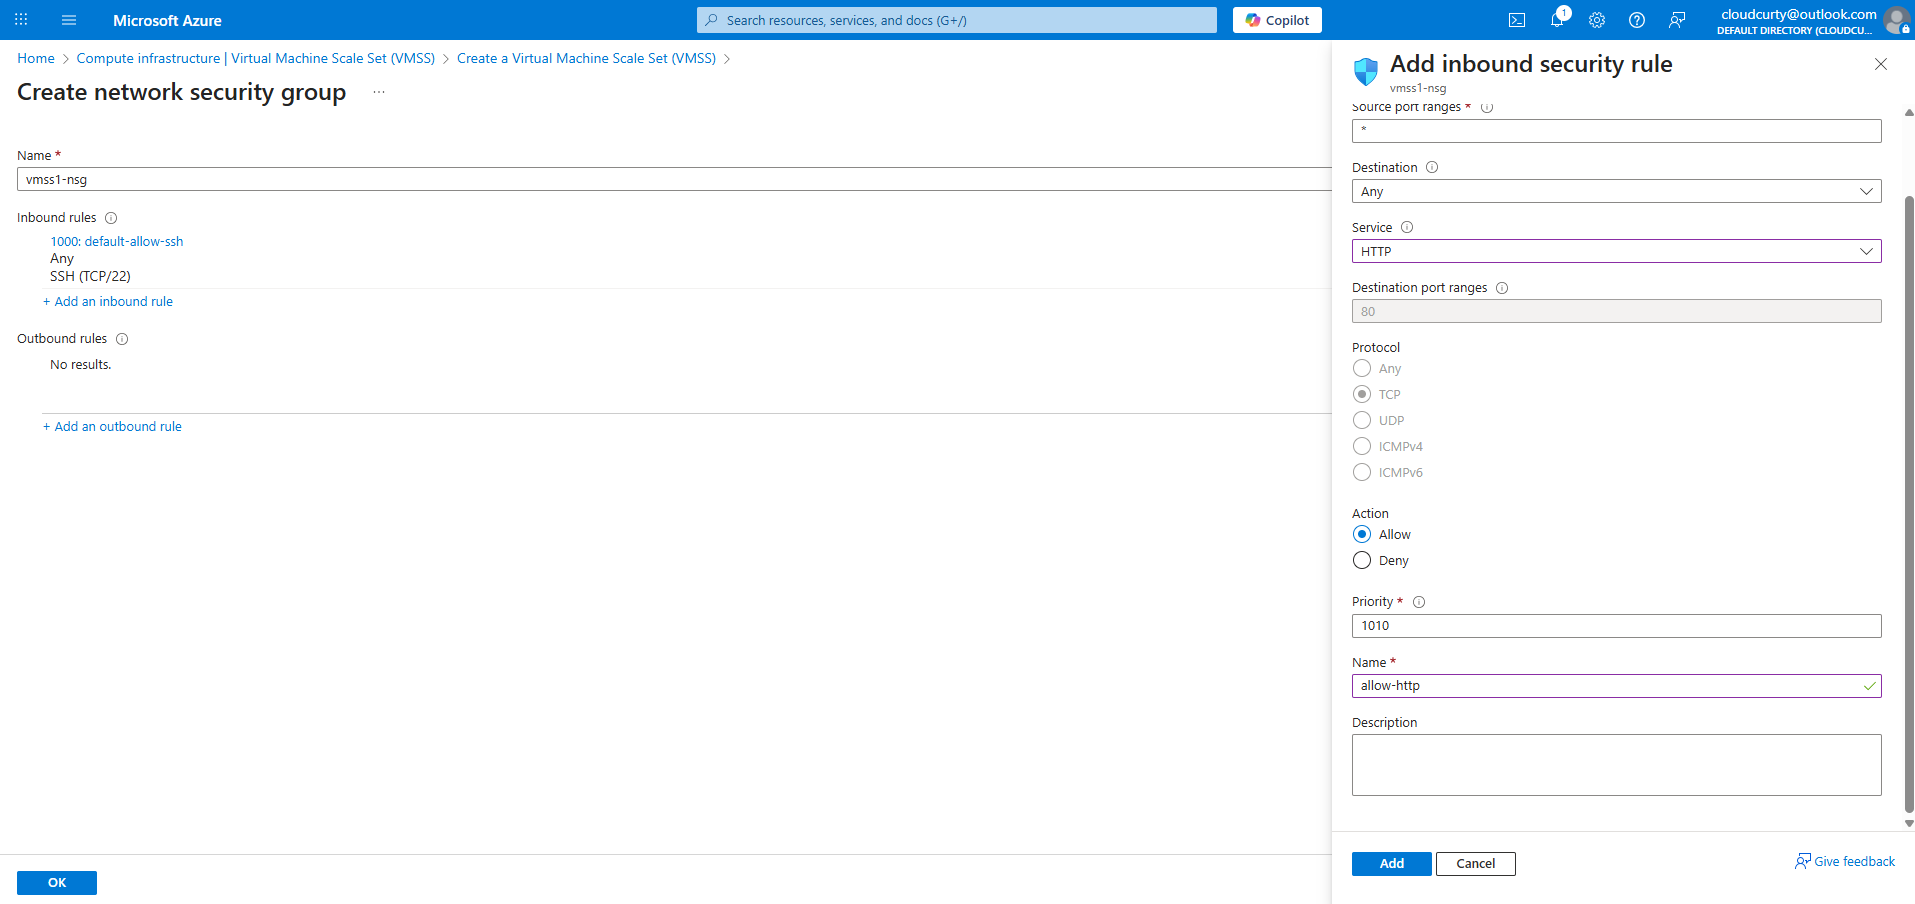 Microsoft Azure
Search resources, services, and docs (G+/)
Copilot
1
cloudcurty@outlook.com
DEFAULT DIRECTORY (CLOUDCU...
Home > Compute infrastructure | Virtual Machine Scale Set (VMSS) > Create a Virtual Machine Scale Set (VMSS) >
Create network security group ...
Name *
vmss1-nsg
Inbound rules
1000: default-allow-ssh
Any
SSH (TCP/22)
+ Add an inbound rule
Outbound rules
No results.
+ Add an outbound rule
OK
Add inbound security rule
vmss1-nsg
Source port ranges *
*
Destination
Any
Service
HTTP
Destination port ranges
80
Protocol
Any
TCP
UDP
ICMPv4
ICMPv6
Action
Allow
Deny
Priority *
1010
Name *
allow-http
Description
Add
Cancel
Give feedback